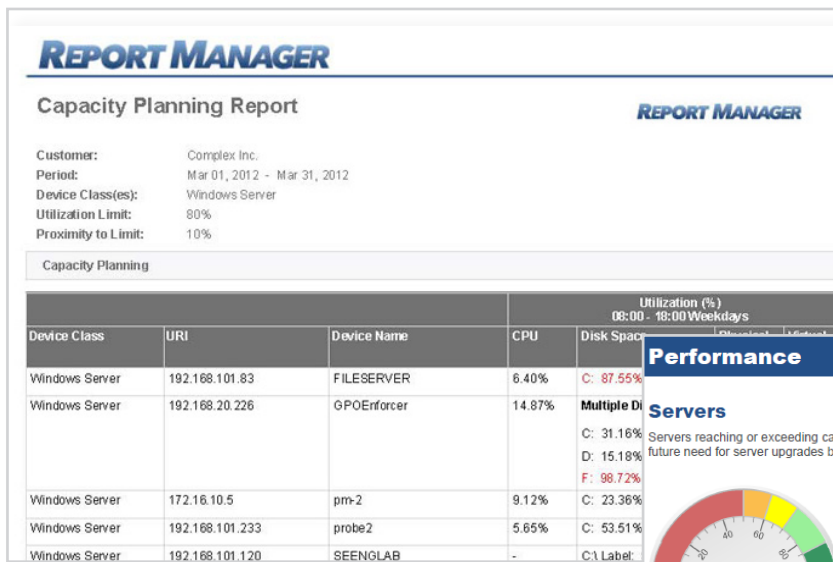 REPORT MANAGER
Capacity Planning Report
REPORT MANAGER
Customer: Complex Inc.
Period: Mar 01, 2012 - Mar 31, 2012
Device Class(es): Windows Server
Utilization Limit: 80%
Proximity to Limit: 10%
Capacity Planning
Utilization (%)
08:00 - 18:00 Weekdays
Device Class URI Device Name CPU Disk Space
Windows Server 192.168.101.83 FILESERVER 6.40% C: 87.55%
Windows Server 192.168.20.226 GPOEnforcer 14.87% Multiple
C: 31.16%
D: 15.18%
F: 98.72%
Windows Server 172.16.10.5 pm-2 9.12% C: 23.36%
Windows Server 192.168.101.233 probe2 5.65% C: 53.51%
Windows Server 192.168.101.120 SEENGLAB - C:\ Label:
Performance
Servers
Servers reaching or exceeding
future need for server upgrades
20 40 60 80